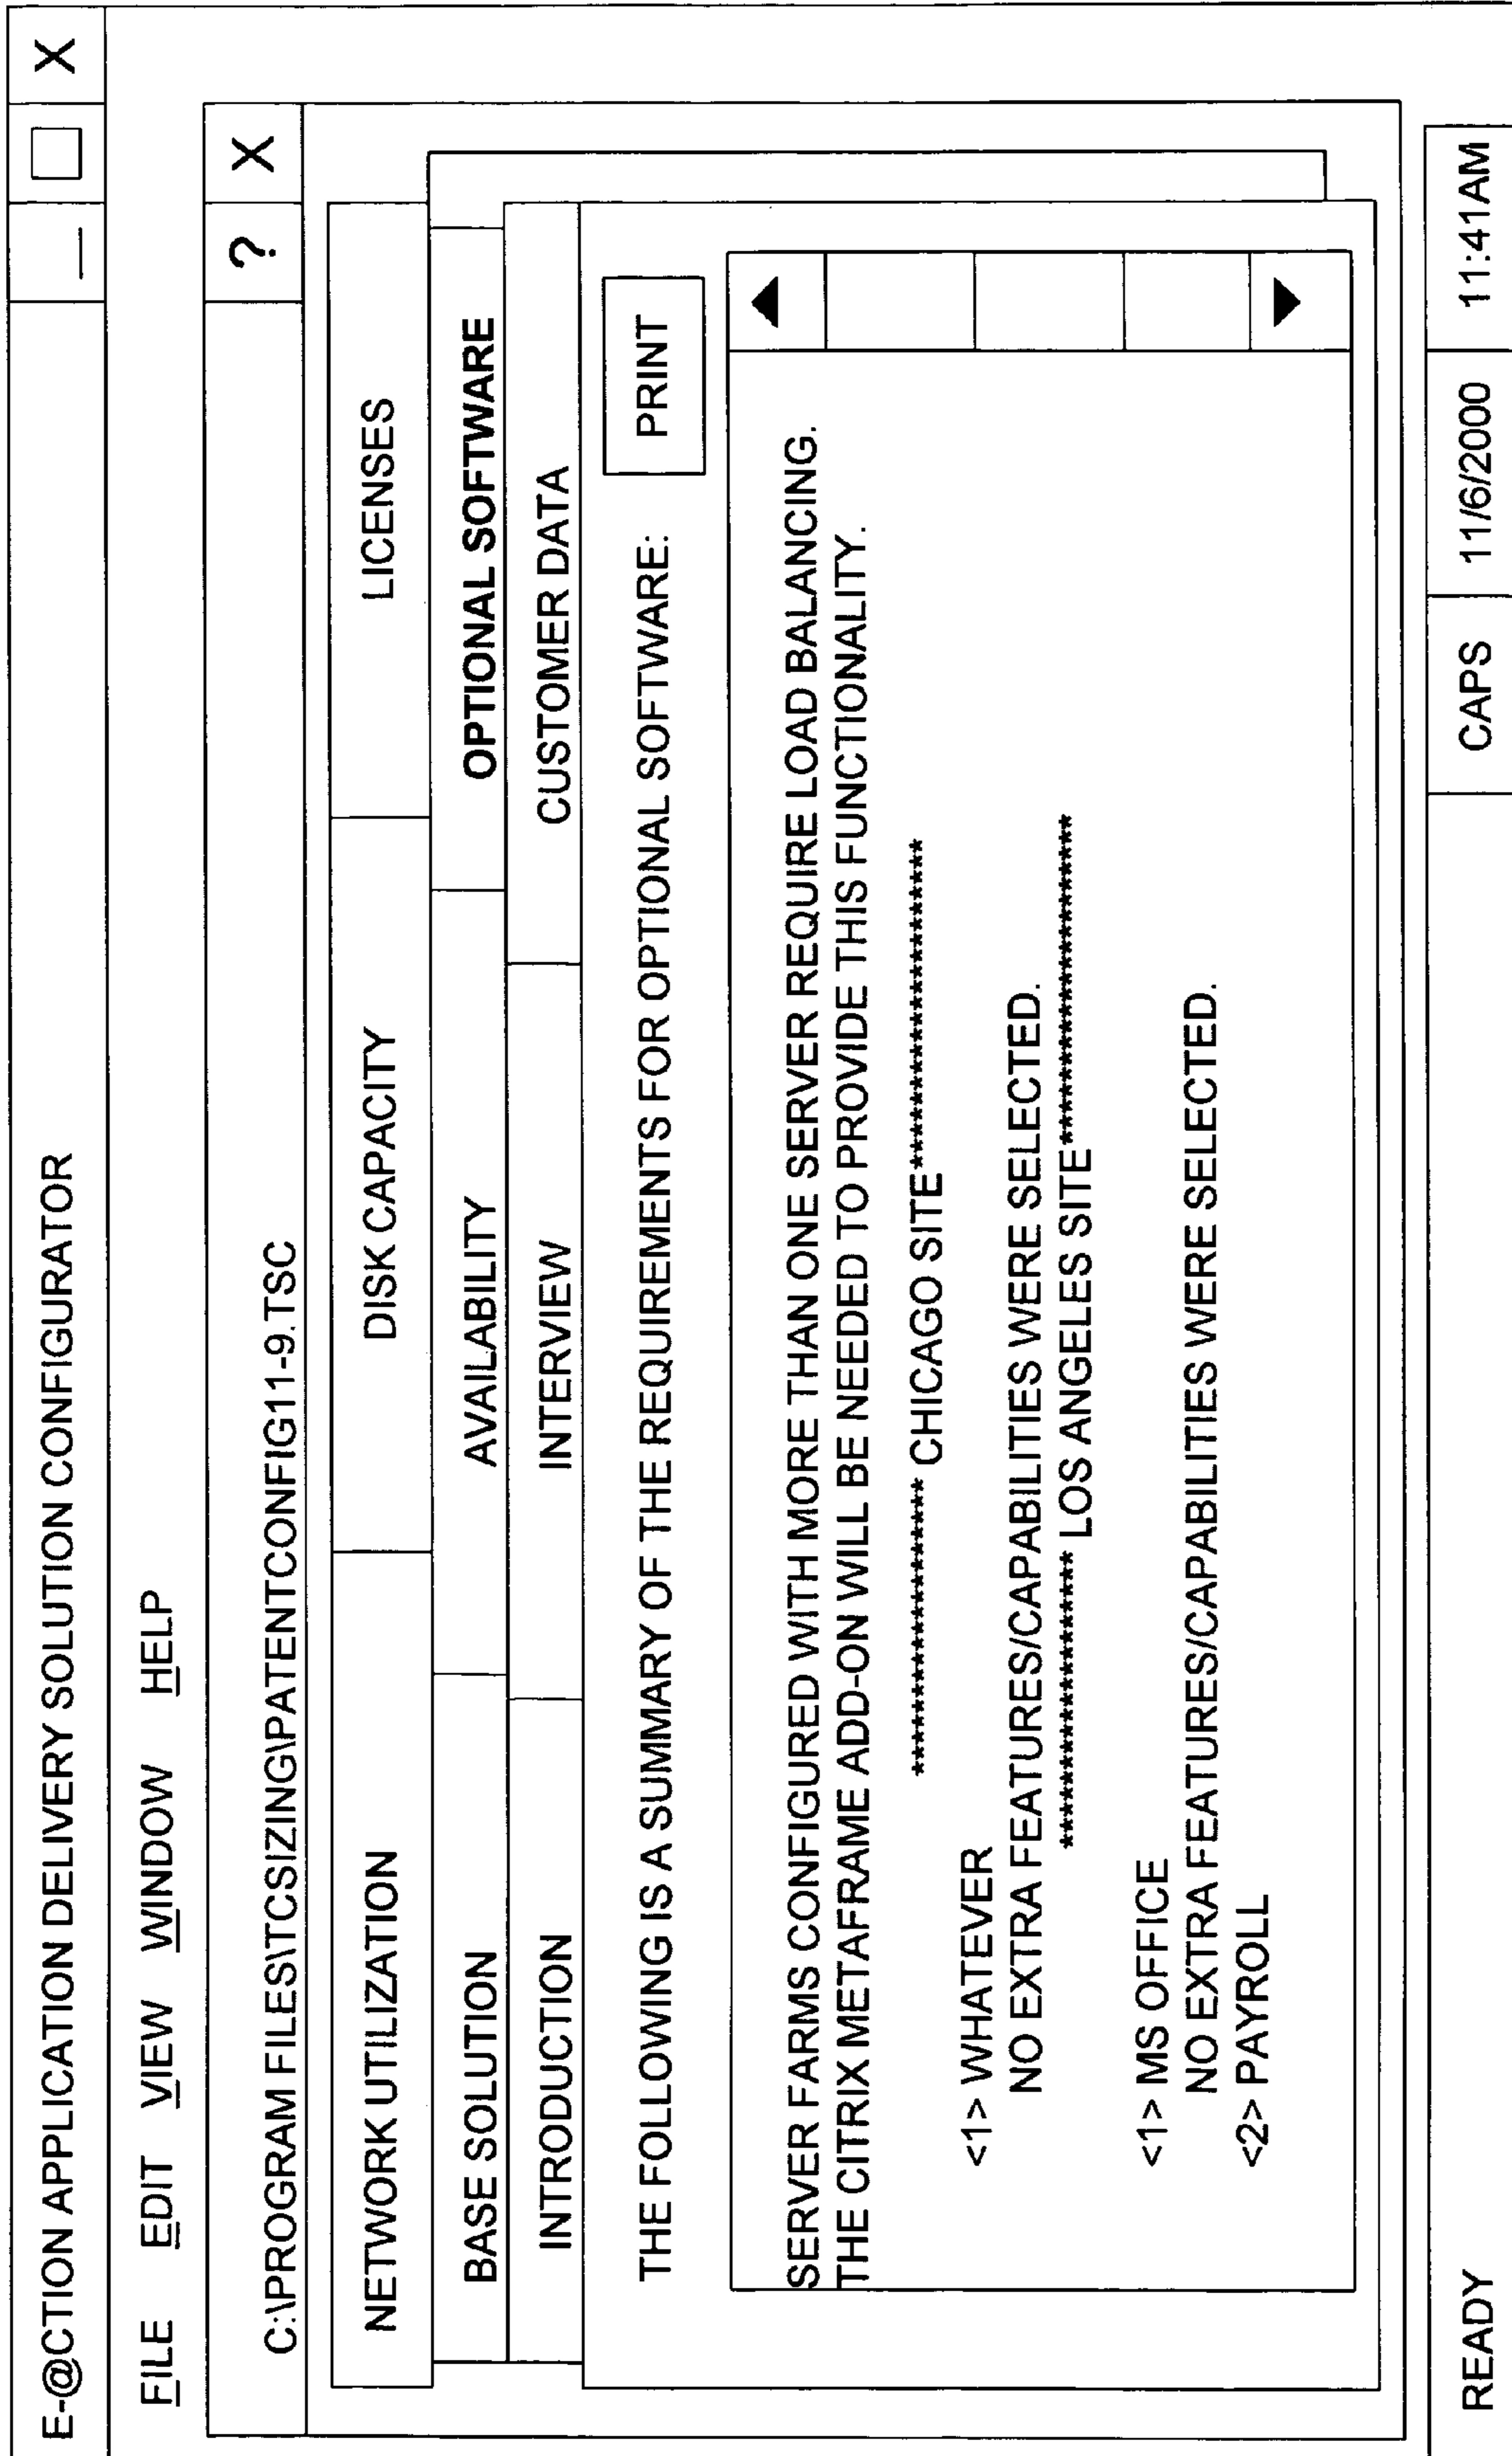 E-@CTION APPLICATION DELIVERY SOLUTION CONFIGURATOR _ X
FILE EDIT VIEW WINDOW HELP
C:\PROGRAM FILES\TCSIZING\PATENTCONFIG11-9.TSC ? X
NETWORK UTILIZATION DISK CAPACITY LICENSES
BASE SOLUTION AVAILABILITY OPTIONAL SOFTWARE
INTRODUCTION INTERVIEW CUSTOMER DATA
THE FOLLOWING IS A SUMMARY OF THE REQUIREMENTS FOR OPTIONAL SOFTWARE: PRINT
SERVER FARMS CONFIGURED WITH MORE THAN ONE SERVER REQUIRE LOAD BALANCING.
THE CITRIX METAFRAME ADD-ON WILL BE NEEDED TO PROVIDE THIS FUNCTIONALITY.
************************ CHICAGO SITE**************************
<1> WHATEVER
NO EXTRA FEATURES/CAPABILITIES WERE SELECTED.
************************ LOS ANGELES SITE**************************
<1> MS OFFICE
NO EXTRA FEATURES/CAPABILITIES WERE SELECTED.
<2> PAYROLL
READY CAPS 11/6/2000 11:41AM